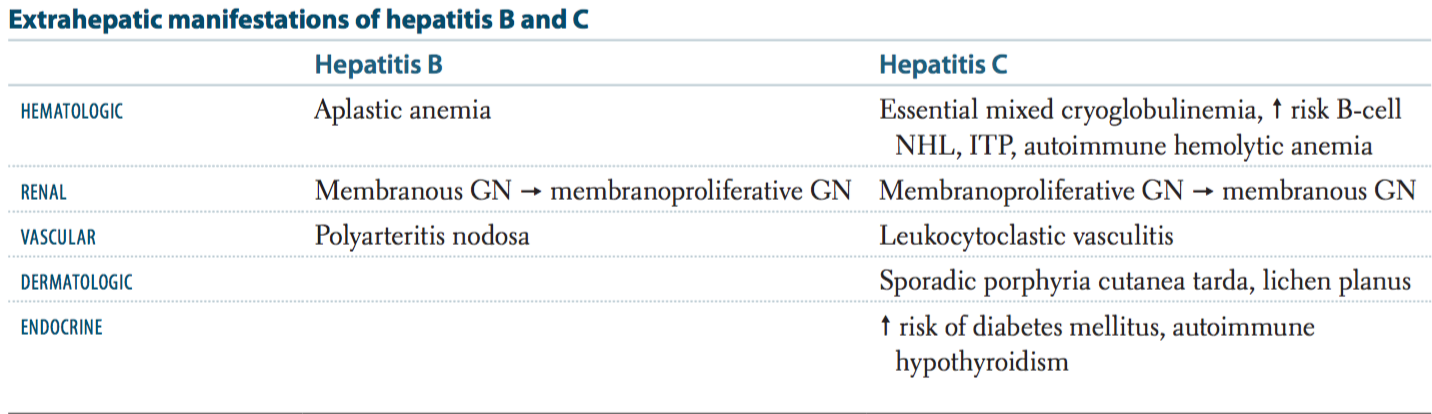 Extrahepatic manifestations of hepatitis B and C
Hepatitis B Hepatitis C
HEMATOLOGIC Aplastic anemia Essential mixed cryoglobulinemia, ↑ risk B-cell
NHL, ITP, autoimmune hemolytic anemia
RENAL Membranous GN → membranoproliferative GN Membranoproliferative GN → membranous GN
VASCULAR Polyarteritis nodosa Leukocytoclastic vasculitis
DERMATOLOGIC Sporadic porphyria cutanea tarda, lichen planus
ENDOCRINE ↑ risk of diabetes mellitus, autoimmune
hypothyroidism